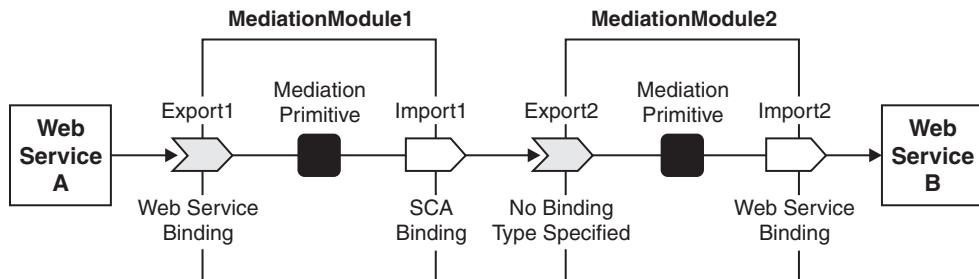 MediationModule1
MediationModule2
Export1
Mediation
Primitive
Import1
Export2
Mediation
Primitive
Import2
Web
Service
A
Web
Service
B
Web Service
Binding
SCA
Binding
No Binding
Type Specified
Web Service
Binding